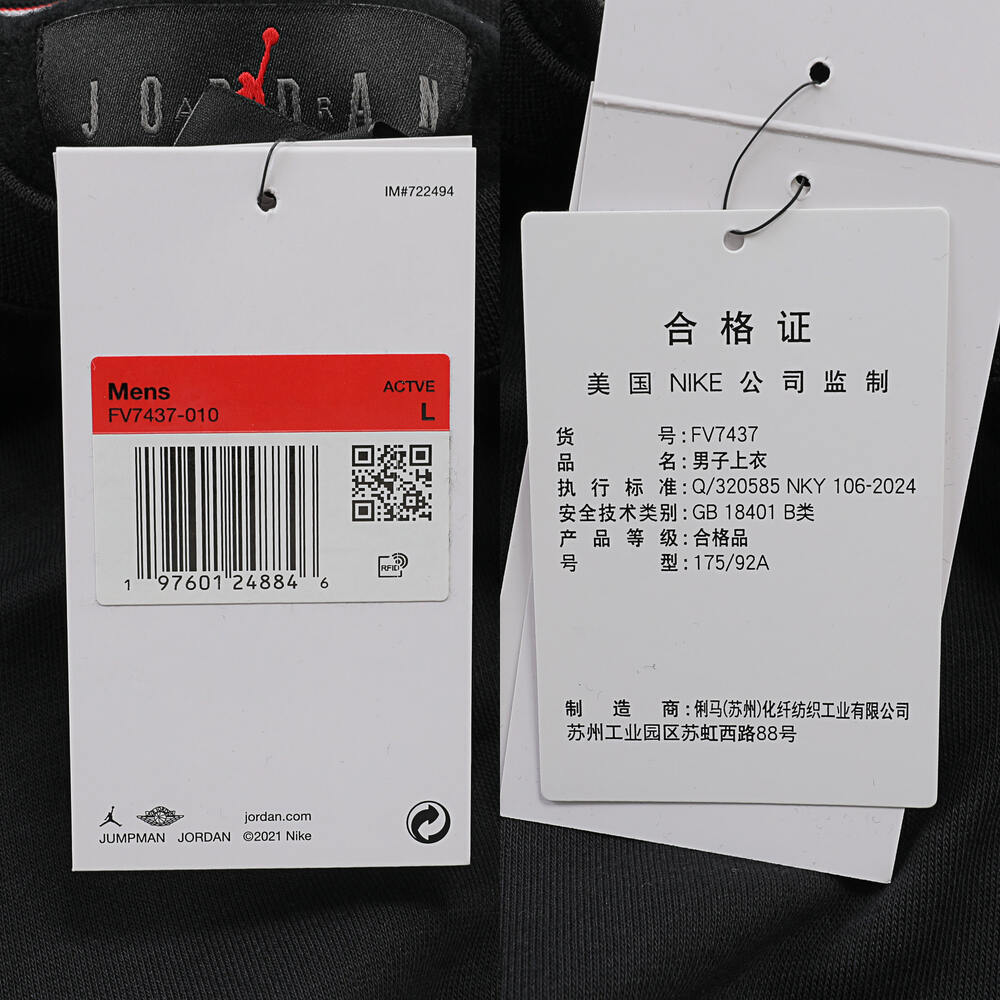 JORDAN
AIR
IM#722494
Mens
ACTVE
FV7437-010
L
1 97601 24884 6
RFID
jordan.com
JUMPMAN JORDAN ©2021 Nike
合格证
美国 NIKE 公司监制
货号:FV7437
品名:男子上衣
执行标准:Q/320585 NKY 106-2024
安全技术类别:GB 18401 B类
产品等级:合格品
号型:175/92A
制造商:俐马(苏州)化纤纺织工业有限公司
苏州工业园区苏虹西路88号